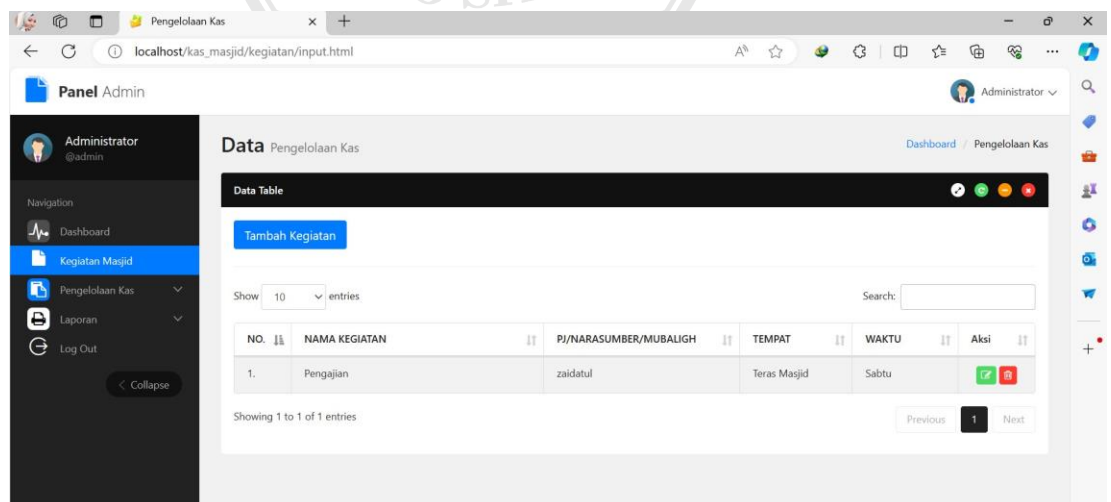 Pengelolaan Kas
localhost/kas_masjid/kegiatan/input.html
Panel Admin
Administrator
Administrator
@admin
Data Pengelolaan Kas
Dashboard / Pengelolaan Kas
Navigation
Dashboard
Kegiatan Masjid
Pengelolaan Kas
Laporan
Log Out
Collapse
Data Table
Tambah Kegiatan
Show 10 entries
Search:
NO. NAMA KEGIATAN PJ/NARASUMBER/MUBALIGH TEMPAT WAKTU Aksi
1. Pengajian zaidatul Teras Masjid Sabtu
Showing 1 to 1 of 1 entries
Previous 1 Next